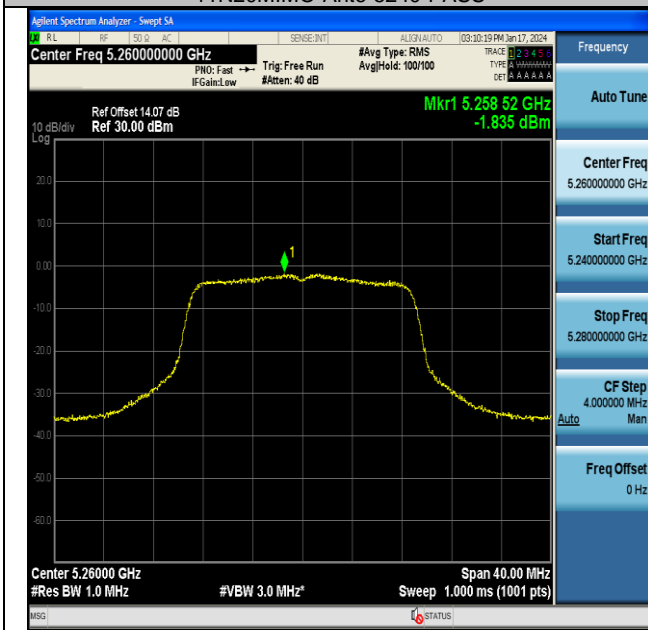 Agilent Spectrum Analyzer - Swept SA
RL RF 50 Ω AC SENSE:INT ALIGN AUTO 03:10:19 PM Jan 17, 2024
Center Freq 5.260000000 GHz
PNO: Fast
IFGain:Low
Trig: Free Run
#Atten: 40 dB
#Avg Type: RMS
Avg|Hold: 100/100
TRACE 1 2 3 4 5 6
TYPE A
DET A A A A A A
Frequency
Ref Offset 14.07 dB
10 dB/div Ref 30.00 dBm
Log
Mkr1 5.258 52 GHz
-1.835 dBm
20.0
10.0
0.00
-10.0
-20.0
-30.0
-40.0
-50.0
-60.0
1
Center 5.26000 GHz Span 40.00 MHz
#Res BW 1.0 MHz #VBW 3.0 MHz* Sweep 1.000 ms (1001 pts)
MSG STATUS
Auto Tune
Center Freq
5.260000000 GHz
Start Freq
5.240000000 GHz
Stop Freq
5.280000000 GHz
CF Step
4.000000 MHz
Auto Man
Freq Offset
0 Hz